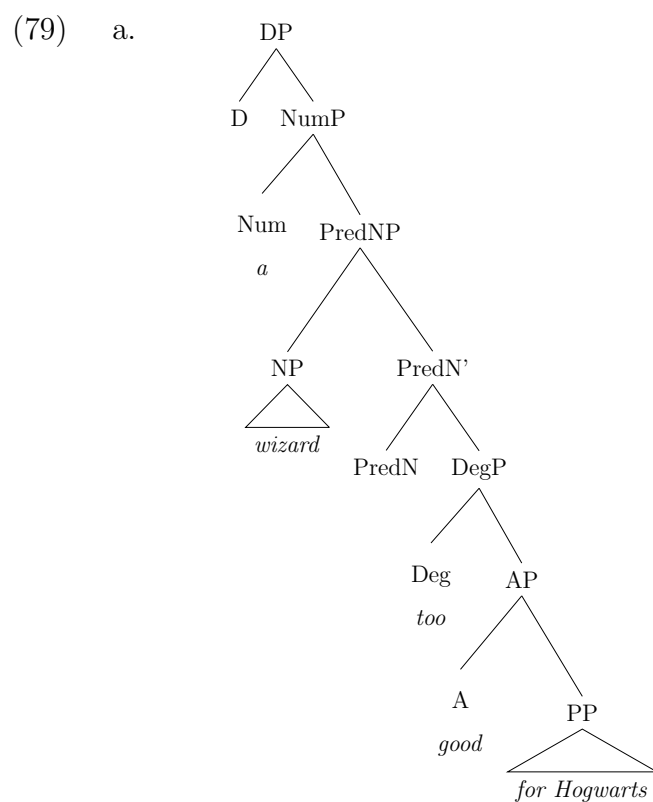 (79) a.
DP
D NumP
Num PredNP
a
NP PredN’
wizard
PredN DegP
Deg AP
too
A PP
good
for Hogwarts